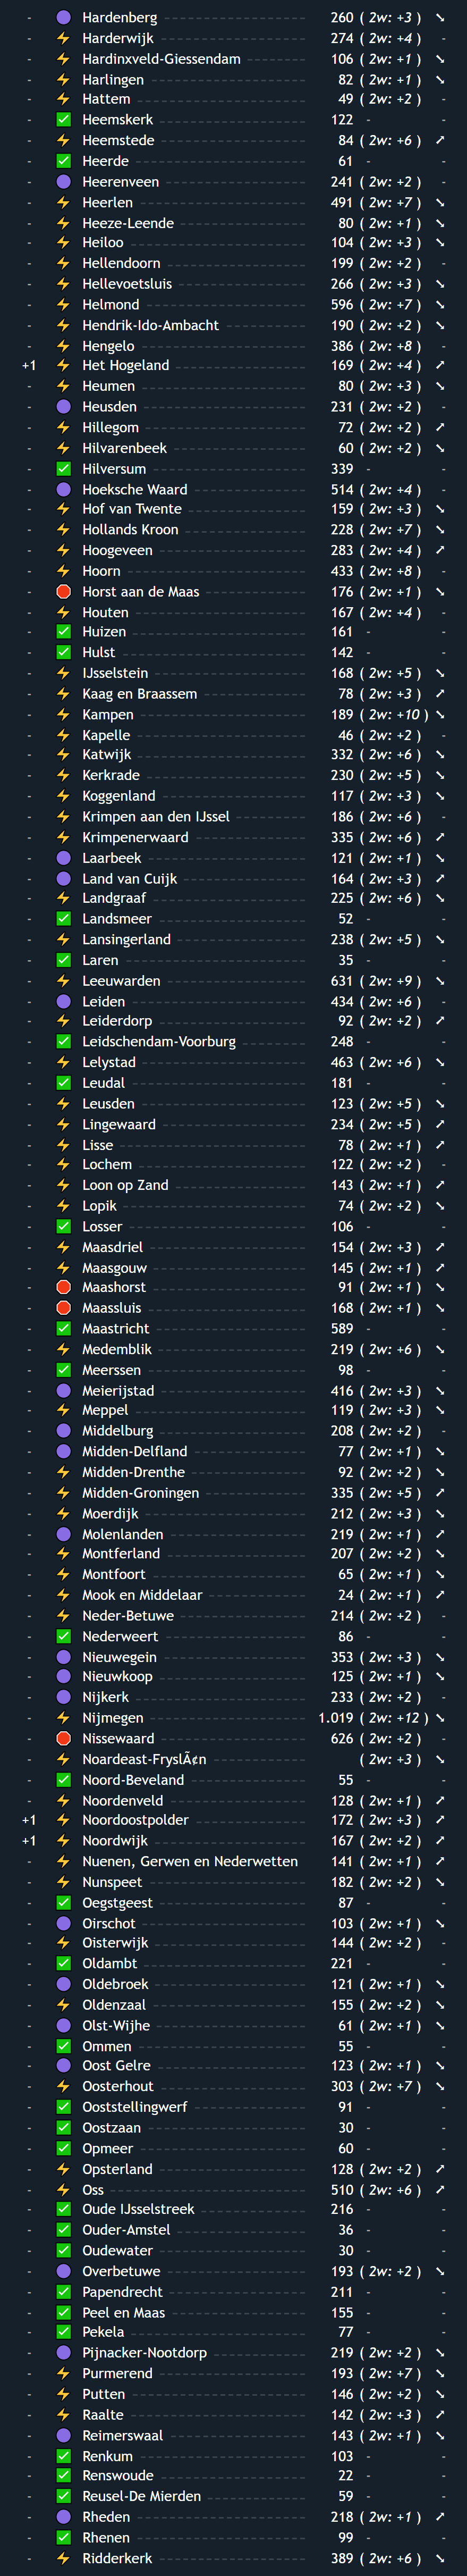 - Hardenberg 260 ( 2w: +3 ) ↘
- ⚡ Harderwijk 274 ( 2w: +4 ) -
- ⚡ Hardinxveld-Giessendam 106 ( 2w: +1 ) ↘
- ⚡ Harlingen 82 ( 2w: +1 ) ↘
- ⚡ Hattem 49 ( 2w: +2 ) -
- ✅ Heemskerk 122 - -
- ⚡ Heemstede 84 ( 2w: +6 ) ↗
- ✅ Heerde 61 - -
- 🟣 Heerenveen 241 ( 2w: +2 ) -
- ⚡ Heerlen 491 ( 2w: +7 ) ↘
- ⚡ Heeze-Leende 80 ( 2w: +1 ) ↘
- ⚡ Heiloo 104 ( 2w: +3 ) ↘
- ⚡ Hellendoorn 199 ( 2w: +2 ) -
- ⚡ Hellevoetsluis 266 ( 2w: +3 ) ↘
- ⚡ Helmond 596 ( 2w: +7 ) ↘
- ⚡ Hendrik-Ido-Ambacht 190 ( 2w: +2 ) ↘
- ⚡ Hengelo 386 ( 2w: +8 ) -
+1 ⚡ Het Hogeland 169 ( 2w: +4 ) ↗
- ⚡ Heumen 80 ( 2w: +3 ) ↘
- 🟣 Heusden 231 ( 2w: +2 ) -
- ⚡ Hillegom 72 ( 2w: +2 ) ↗
- ⚡ Hilvarenbeek 60 ( 2w: +2 ) ↘
- ✅ Hilversum 339 - -
- 🟣 Hoeksche Waard 514 ( 2w: +4 ) -
- ⚡ Hof van Twente 159 ( 2w: +3 ) ↘
- ⚡ Hollands Kroon 228 ( 2w: +7 ) ↘
- ⚡ Hoogeveen 283 ( 2w: +4 ) ↗
- ⚡ Hoorn 433 ( 2w: +8 ) -
- 🛑 Horst aan de Maas 176 ( 2w: +1 ) ↘
- ⚡ Houten 167 ( 2w: +4 ) -
- ✅ Huizen 161 - -
- ✅ Hulst 142 - -
- ⚡ IJsselstein 168 ( 2w: +5 ) ↘
- ⚡ Kaag en Braassem 78 ( 2w: +3 ) ↗
- ⚡ Kampen 189 ( 2w: +10 ) ↘
- ⚡ Kapelle 46 ( 2w: +2 ) -
- ⚡ Katwijk 332 ( 2w: +6 ) ↘
- ⚡ Kerkrade 230 ( 2w: +5 ) ↘
- ⚡ Koggenland 117 ( 2w: +3 ) ↘
- ⚡ Krimpen aan den IJssel 186 ( 2w: +6 ) -
- ⚡ Krimpenerwaard 335 ( 2w: +6 ) ↗
- 🟣 Laarbeek 121 ( 2w: +1 ) ↘
- 🟣 Land van Cuijk 164 ( 2w: +3 ) ↗
- ⚡ Landgraaf 225 ( 2w: +6 ) ↘
- ✅ Landsmeer 52 - -
- ⚡ Lansingerland 238 ( 2w: +5 ) ↘
- ✅ Laren 35 - -
- ⚡ Leeuwarden 631 ( 2w: +9 ) ↘
- 🟣 Leiden 434 ( 2w: +6 ) -
- ⚡ Leiderdorp 92 ( 2w: +2 ) ↗
- ✅ Leidschendam-Voorburg 248 - -
- ⚡ Lelystad 463 ( 2w: +6 ) ↘
- ✅ Leudal 181 - -
- ⚡ Leusden 123 ( 2w: +5 ) ↘
- ⚡ Lingewaard 234 ( 2w: +5 ) ↗
- ⚡ Lisse 78 ( 2w: +1 ) ↗
- ⚡ Lochem 122 ( 2w: +2 ) -
- ⚡ Loon op Zand 143 ( 2w: +1 ) ↗
- ⚡ Lopik 74 ( 2w: +2 ) ↘
- ✅ Losser 106 - -
- ⚡ Maasdriel 154 ( 2w: +3 ) ↗
- ⚡ Maasgouw 145 ( 2w: +1 ) ↗
- 🛑 Maashorst 91 ( 2w: +1 ) ↘
- 🛑 Maassluis 168 ( 2w: +1 ) ↘
- ✅ Maastricht 589 - -
- ⚡ Medemblik 219 ( 2w: +6 ) ↘
- ✅ Meerssen 98 - -
- 🟣 Meierijstad 416 ( 2w: +3 ) ↘
- ⚡ Meppel 119 ( 2w: +3 ) ↘
- 🟣 Middelburg 208 ( 2w: +2 ) -
- 🟣 Midden-Delfland 77 ( 2w: +1 ) ↘
- ⚡ Midden-Drenthe 92 ( 2w: +2 ) ↘
- ⚡ Midden-Groningen 335 ( 2w: +5 ) ↗
- ⚡ Moerdijk 212 ( 2w: +3 ) ↘
- 🟣 Molenlanden 219 ( 2w: +1 ) ↗
- ⚡ Montferland 207 ( 2w: +2 ) ↘
- ⚡ Montfoort 65 ( 2w: +1 ) ↘
- ⚡ Mook en Middelaar 24 ( 2w: +1 ) ↗
- ⚡ Neder-Betuwe 214 ( 2w: +2 ) -
- ✅ Nederweert 86 - -
- 🟣 Nieuwegein 353 ( 2w: +3 ) ↘
- 🟣 Nieuwkoop 125 ( 2w: +1 ) ↘
- 🟣 Nijkerk 233 ( 2w: +2 ) -
- ⚡ Nijmegen 1.019 ( 2w: +12 ) ↘
- 🛑 Nissewaard 626 ( 2w: +2 ) -
- ⚡ Noardeast-FryslÃ¢n ( 2w: +3 ) ↘
- ✅ Noord-Beveland 55 - -
- ⚡ Noordenveld 128 ( 2w: +1 ) ↗
+1 ⚡ Noordoostpolder 172 ( 2w: +3 ) ↗
+1 ⚡ Noordwijk 167 ( 2w: +2 ) ↗
- ⚡ Nuenen, Gerwen en Nederwetten 141 ( 2w: +1 ) ↗
- ⚡ Nunspeet 182 ( 2w: +2 ) ↘
- ✅ Oegstgeest 87 - -
- 🟣 Oirschot 103 ( 2w: +1 ) ↘
- ⚡ Oisterwijk 144 ( 2w: +2 ) -
- ✅ Oldambt 221 - -
- 🟣 Oldebroek 121 ( 2w: +1 ) ↘
- ⚡ Oldenzaal 155 ( 2w: +2 ) ↘
- 🟣 Olst-Wijhe 61 ( 2w: +1 ) ↘
- ✅ Ommen 55 - -
- 🟣 Oost Gelre 123 ( 2w: +1 ) ↘
- ⚡ Oosterhout 303 ( 2w: +7 ) ↘
- ✅ Ooststellingwerf 91 - -
- ✅ Oostzaan 30 - -
- ✅ Opmeer 60 - -
- ⚡ Opsterland 128 ( 2w: +2 ) ↗
- ⚡ Oss 510 ( 2w: +6 ) ↗
- ✅ Oude IJsselstreek 216 - -
- ✅ Ouder-Amstel 36 - -
- ✅ Oudewater 30 - -
- 🟣 Overbetuwe 193 ( 2w: +2 ) ↘
- ✅ Papendrecht 211 - -
- ✅ Peel en Maas 155 - -
- ✅ Pekela 77 - -
- 🟣 Pijnacker-Nootdorp 219 ( 2w: +2 ) ↘
- ⚡ Purmerend 193 ( 2w: +7 ) ↘
- ⚡ Putten 146 ( 2w: +2 ) ↘
- ⚡ Raalte 142 ( 2w: +3 ) ↗
- 🟣 Reimerswaal 143 ( 2w: +1 ) ↘
- ✅ Renkum 103 - -
- ✅ Renswoude 22 - -
- ✅ Reusel-De Mierden 59 - -
- 🟣 Rheden 218 ( 2w: +1 ) ↗
- ✅ Rhenen 99 - -
- ⚡ Ridderkerk 389 ( 2w: +6 ) ↘